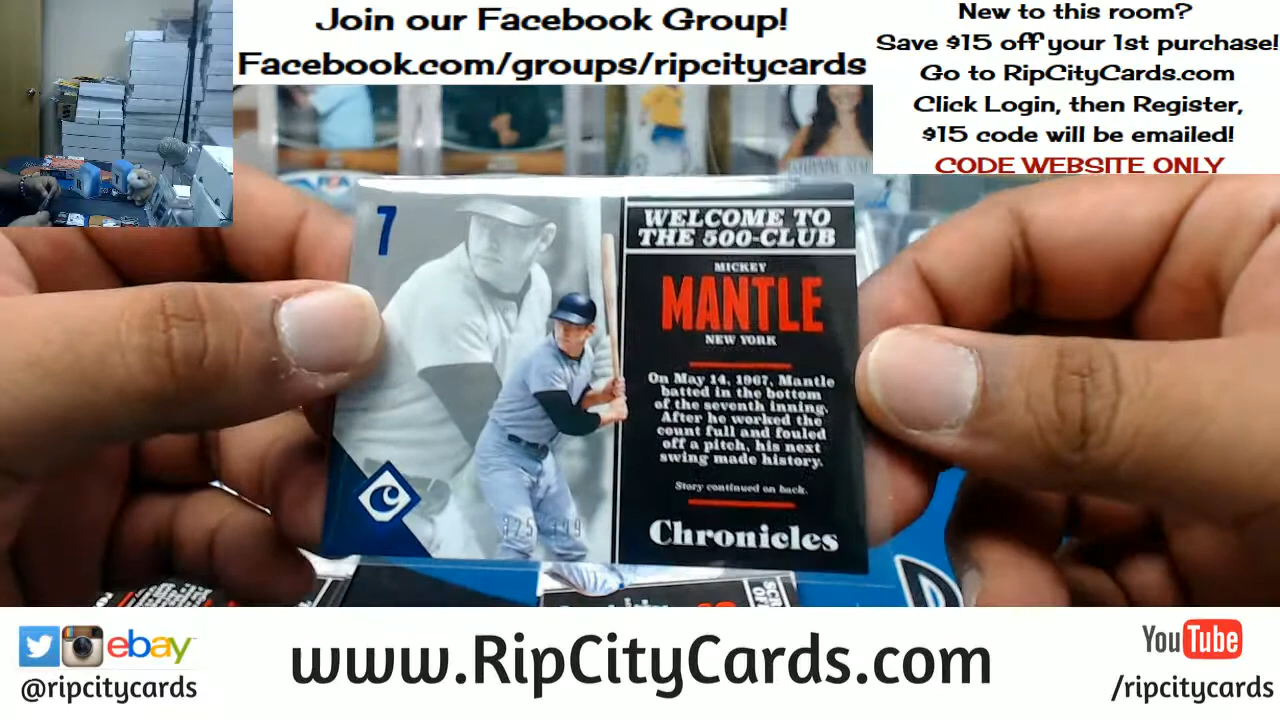 Join our Facebook Group!
Facebook.com/groups/ripcitycards
New to this room?
Save $15 off your 1st purchase!
Go to RipCityCards.com
Click Login, then Register,
$15 code will be emailed!
CODE WEBSITE ONLY
7
WELCOME TO
THE 500-CLUB
MICKEY
MANTLE
NEW YORK
On May 14, 1967, Mantle
batted in the bottom
of the seventh inning.
After he worked the
count full and fouled
off a pitch, his next
swing made history.
Story continued on back.
Chronicles
C
ebay
@ripcitycards
www.RipCityCards.com
YouTube
/ripcitycards